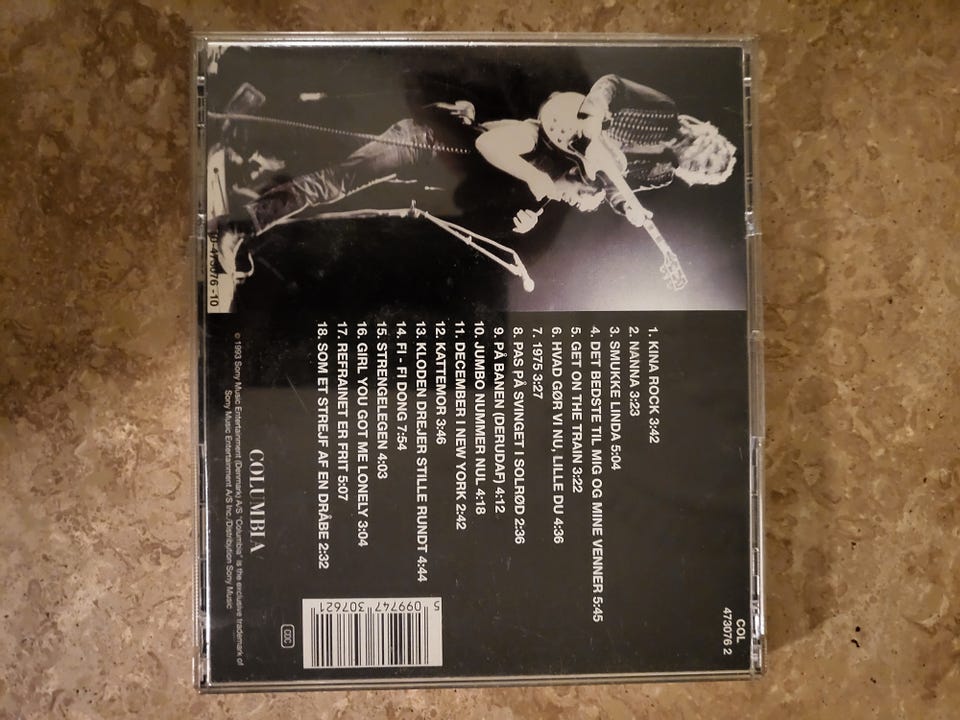 COL
473076 2
1. KINA ROCK 3:42
2. NANNA 3:23
3. SMUKKE LINDA 5:04
4. DET BEDSTE TIL MIG OG MINE VENNER 5:45
5. GET ON THE TRAIN 3:22
6. HVAD GØR VI NU, LILLE DU 4:36
7. 1975 3:27
8. PAS PÅ SVINGET I SOLRØD 2:36
9. PÅ BANEN (DERUDAF) 4:12
10. JUMBO NUMMER NUL 4:18
11. DECEMBER I NEW YORK 2:42
12. KATTEMOR 3:46
13. KLODEN DREJER STILLE RUNDT 4:44
14. FI - FI DONG 7:54
15. STRENGELEGEN 4:03
16. GIRL YOU GOT ME LONELY 3:04
17. REFRAINET ER FRIT 5:07
18. SOM ET STREJF AF EN DRÅBE 2:32
5 099747 307621
CDC
COLUMBIA
© 1993 Sony Music Entertainment (Denmark) A/S "Columbia" is the exclusive trademark of
Sony Music Entertainment A/S Inc./Distribution Sony Music
10-473076-10